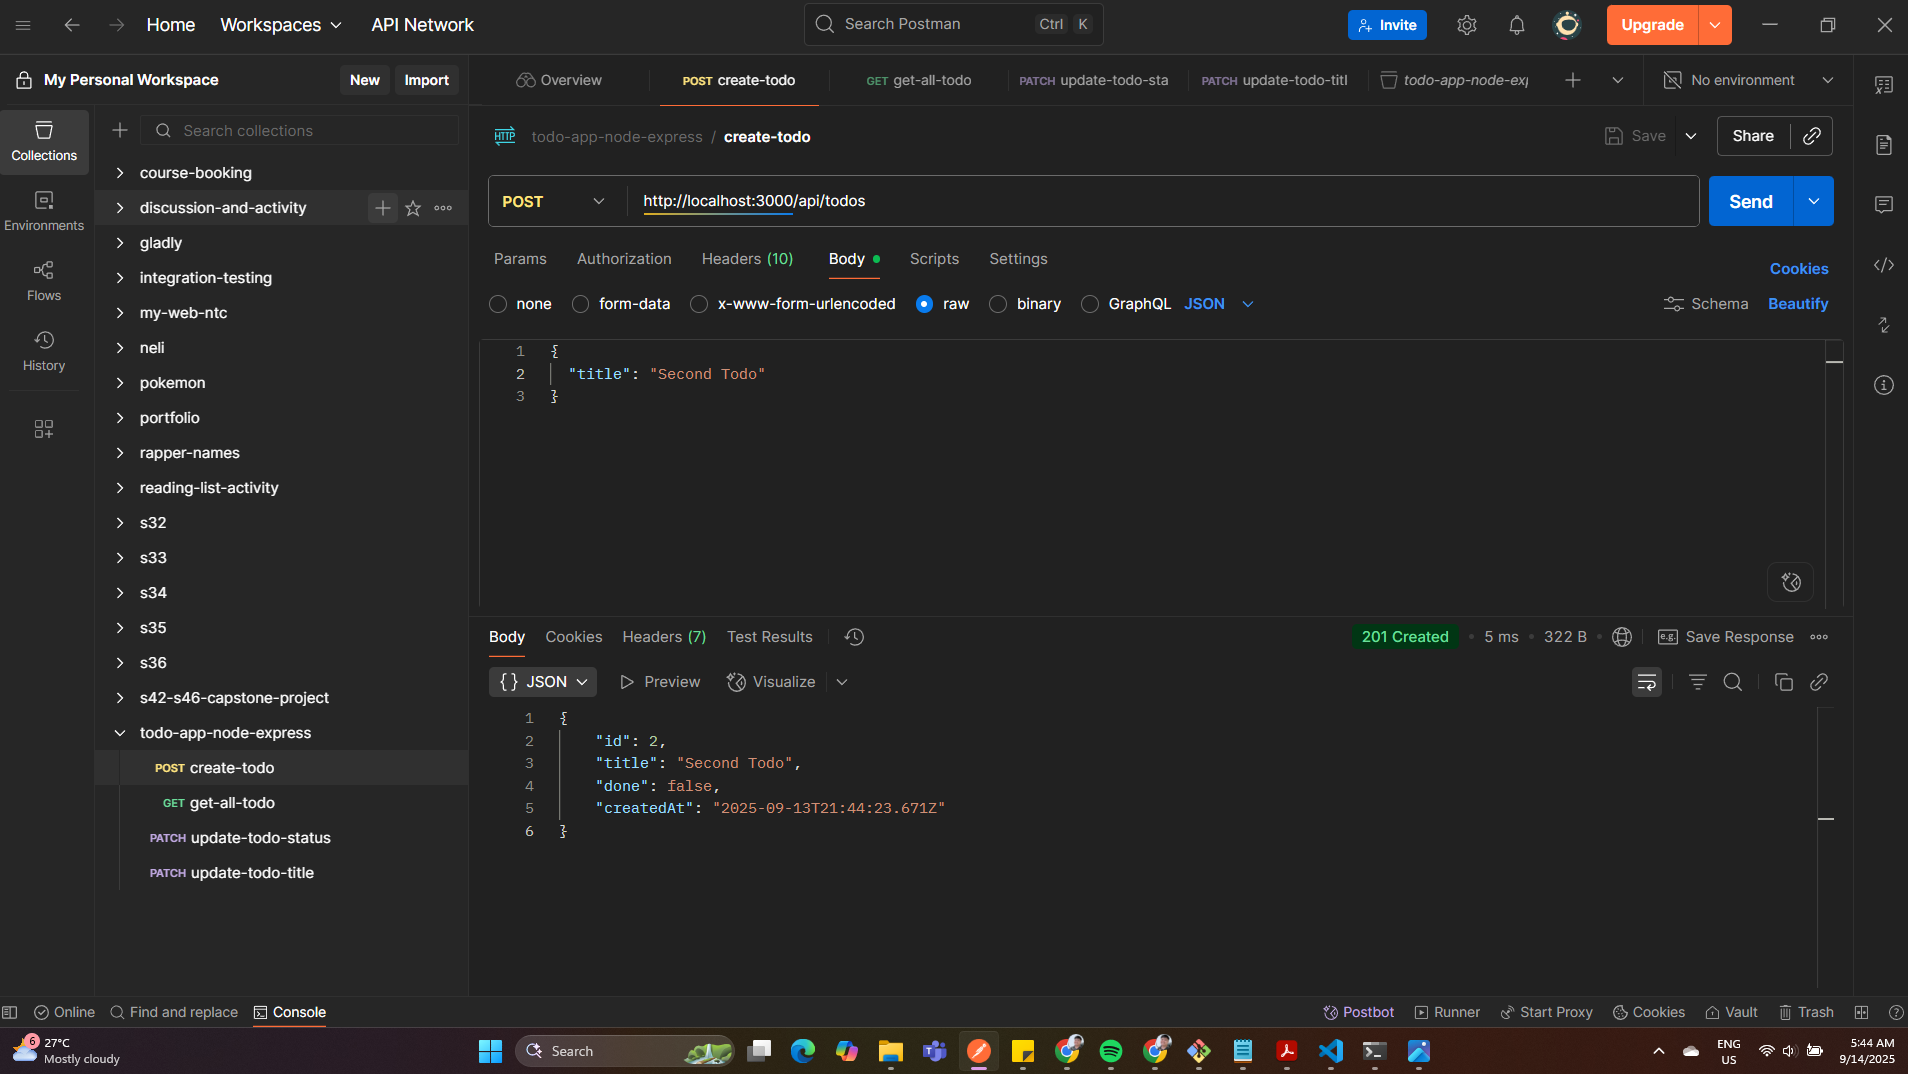 Home
Workspaces
API Network
Search Postman
Ctrl K
Invite
Upgrade
My Personal Workspace
New
Import
Overview
POST create-todo
GET get-all-todo
PATCH update-todo-sta
PATCH update-todo-titl
todo-app-node-exp
No environment
Collections
Environments
Flows
History
Search collections
course-booking
discussion-and-activity
gladly
integration-testing
my-web-ntc
neli
pokemon
portfolio
rapper-names
reading-list-activity
s32
s33
s34
s35
s36
s42-s46-capstone-project
todo-app-node-express
POST create-todo
GET get-all-todo
PATCH update-todo-status
PATCH update-todo-title
HTTP todo-app-node-express / create-todo
Save
Share
POST
http://localhost:3000/api/todos
Send
Params
Authorization
Headers (10)
Body
Scripts
Settings
Cookies
none
form-data
x-www-form-urlencoded
raw
binary
GraphQL
JSON
Schema
Beautify
1 {
2 "title": "Second Todo"
3 }
Body
Cookies
Headers (7)
Test Results
201 Created
5 ms
322 B
e.g. Save Response
{} JSON
Preview
Visualize
1 {
2 "id": 2,
3 "title": "Second Todo",
4 "done": false,
5 "createdAt": "2025-09-13T21:44:23.671Z"
6 }
Online
Find and replace
Console
Postbot
Runner
Start Proxy
Cookies
Vault
Trash
6
27°C
Mostly cloudy
Search
ENG
US
5:44 AM
9/14/2025